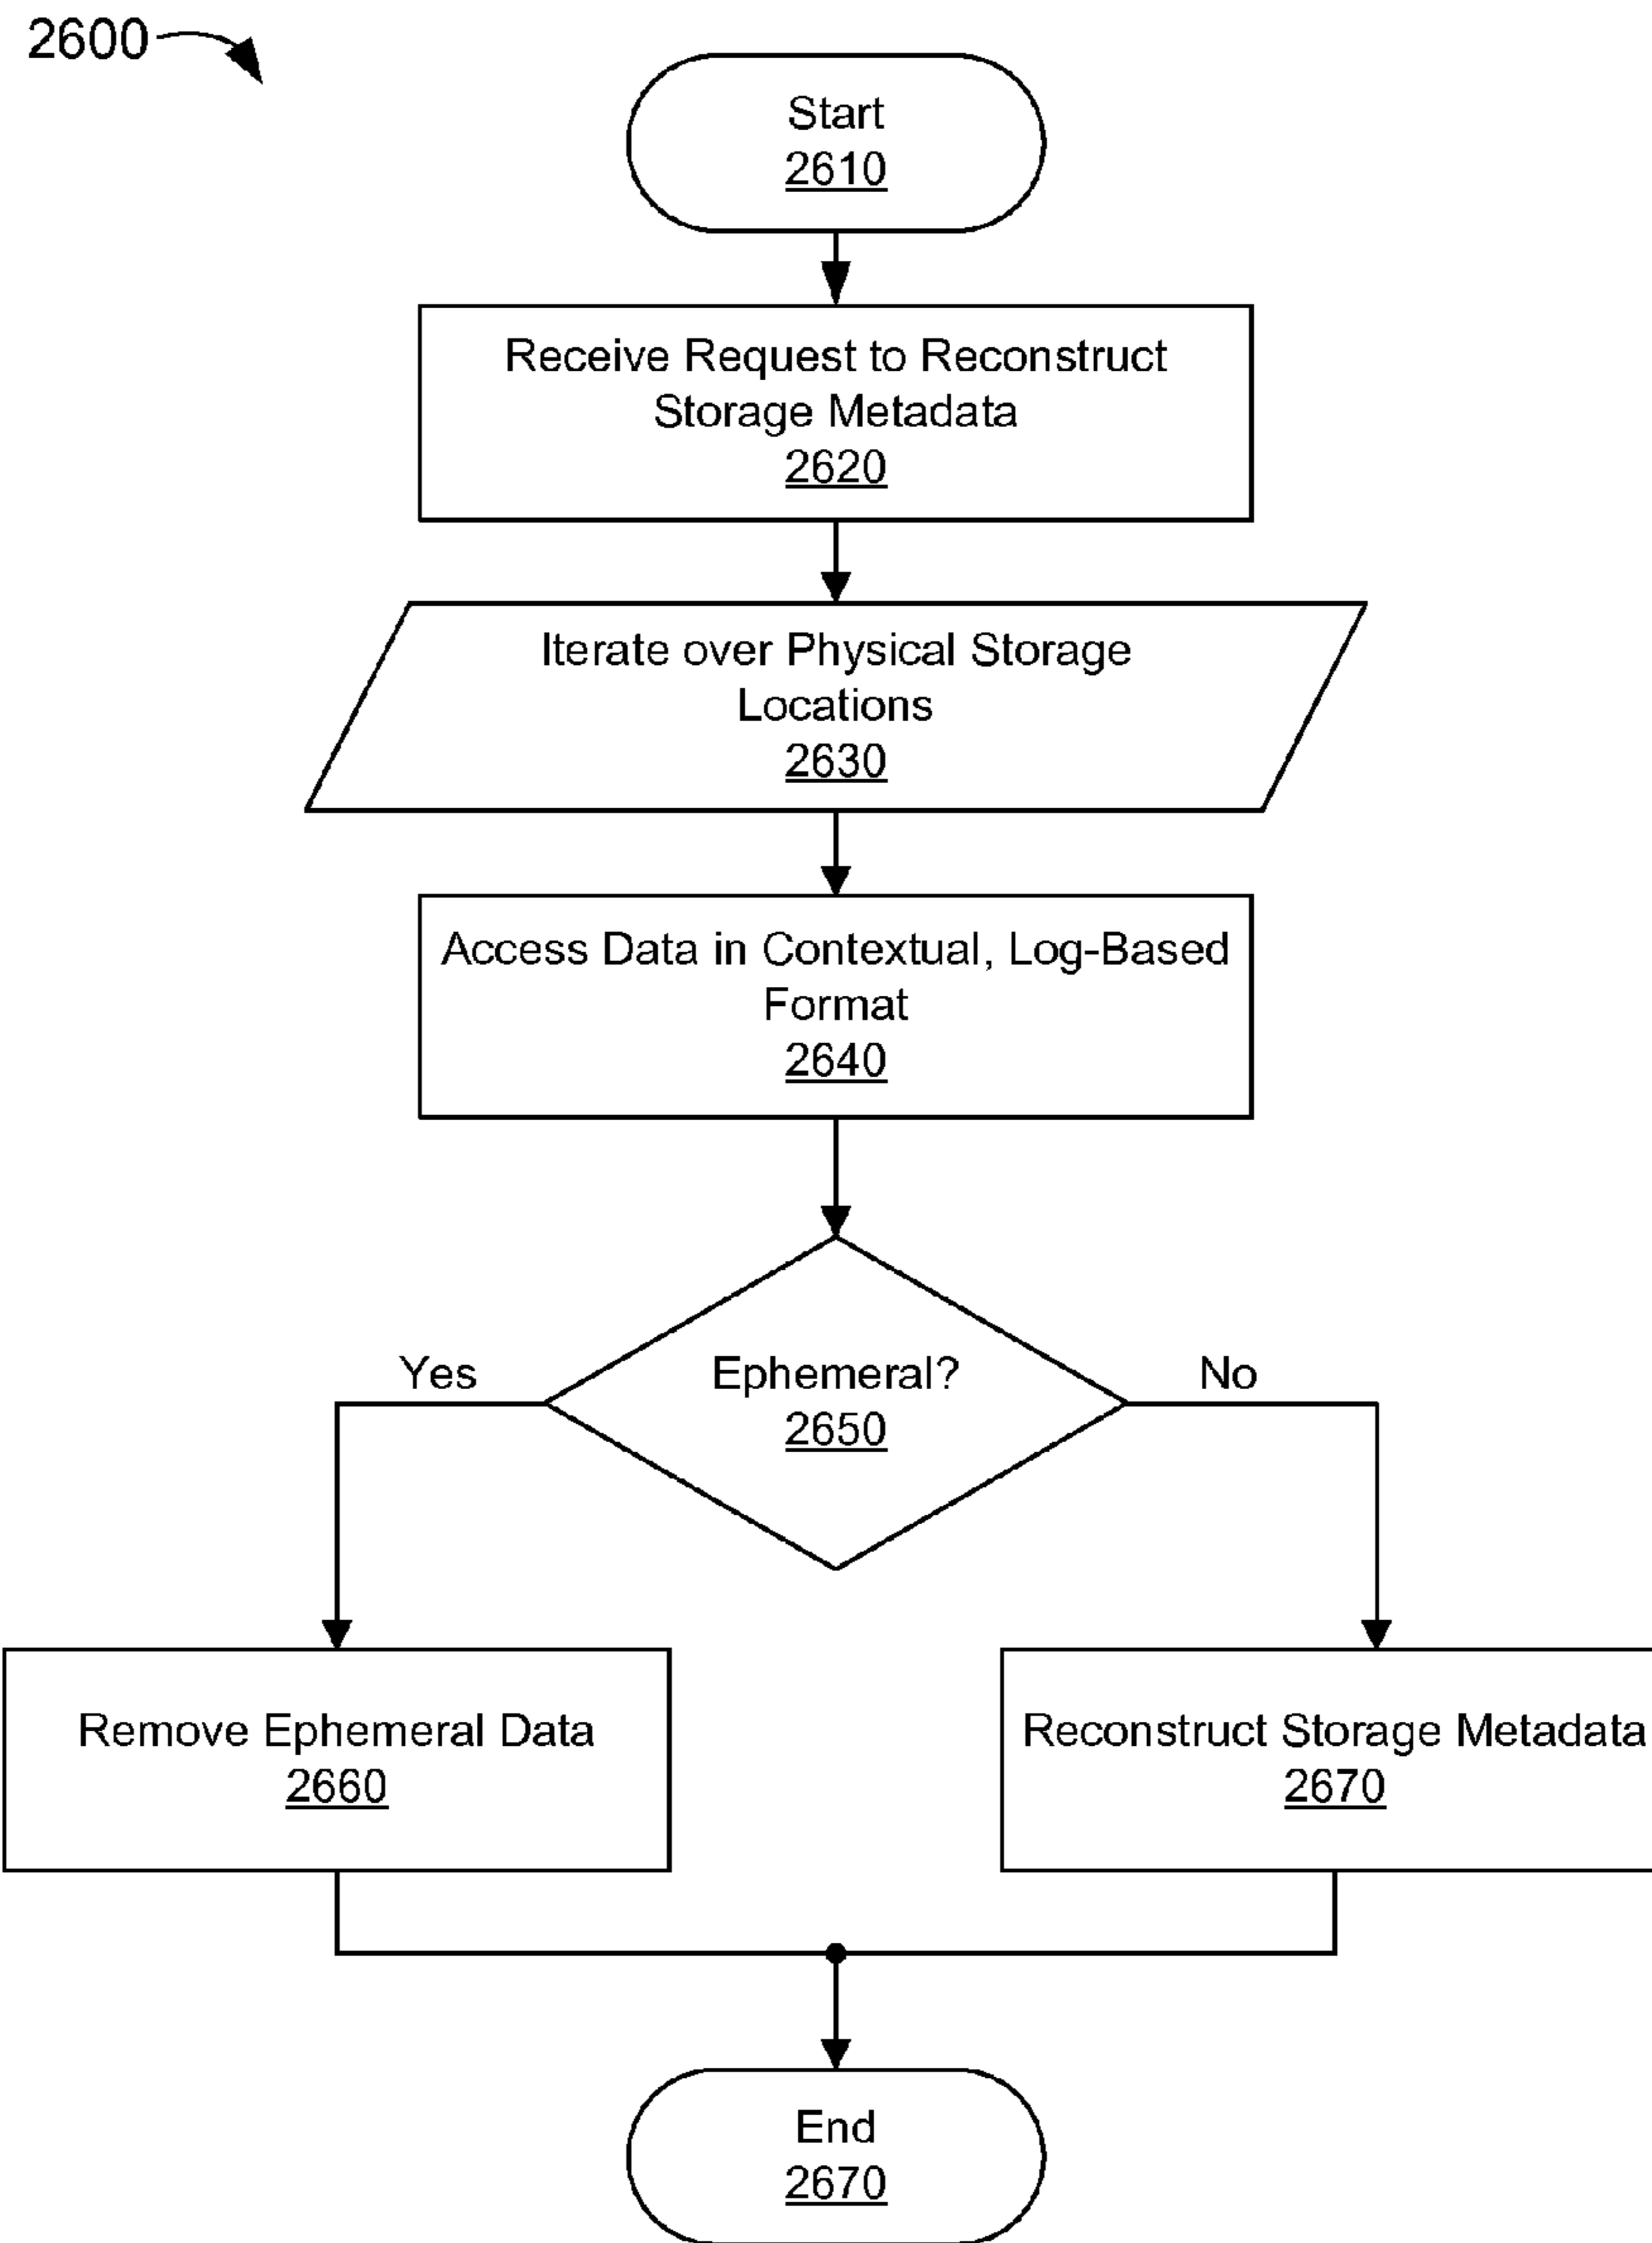 2600
Start
2610
Receive Request to Reconstruct
Storage Metadata
2620
Iterate over Physical Storage
Locations
2630
Access Data in Contextual, Log-Based
Format
2640
Yes
Ephemeral?
2650
No
Remove Ephemeral Data
2660
Reconstruct Storage Metadata
2670
End
2670